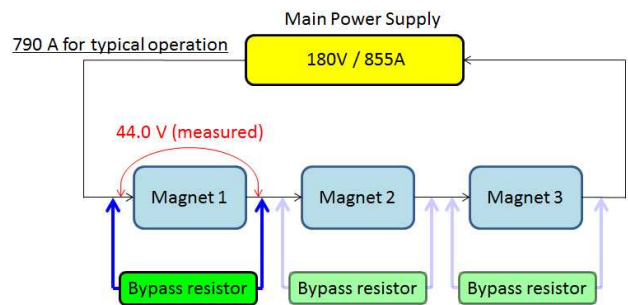 Main Power Supply
790 A for typical operation
180V / 855A
44.0 V (measured)
Magnet 1
Magnet 2
Magnet 3
Bypass resistor
Bypass resistor
Bypass resistor